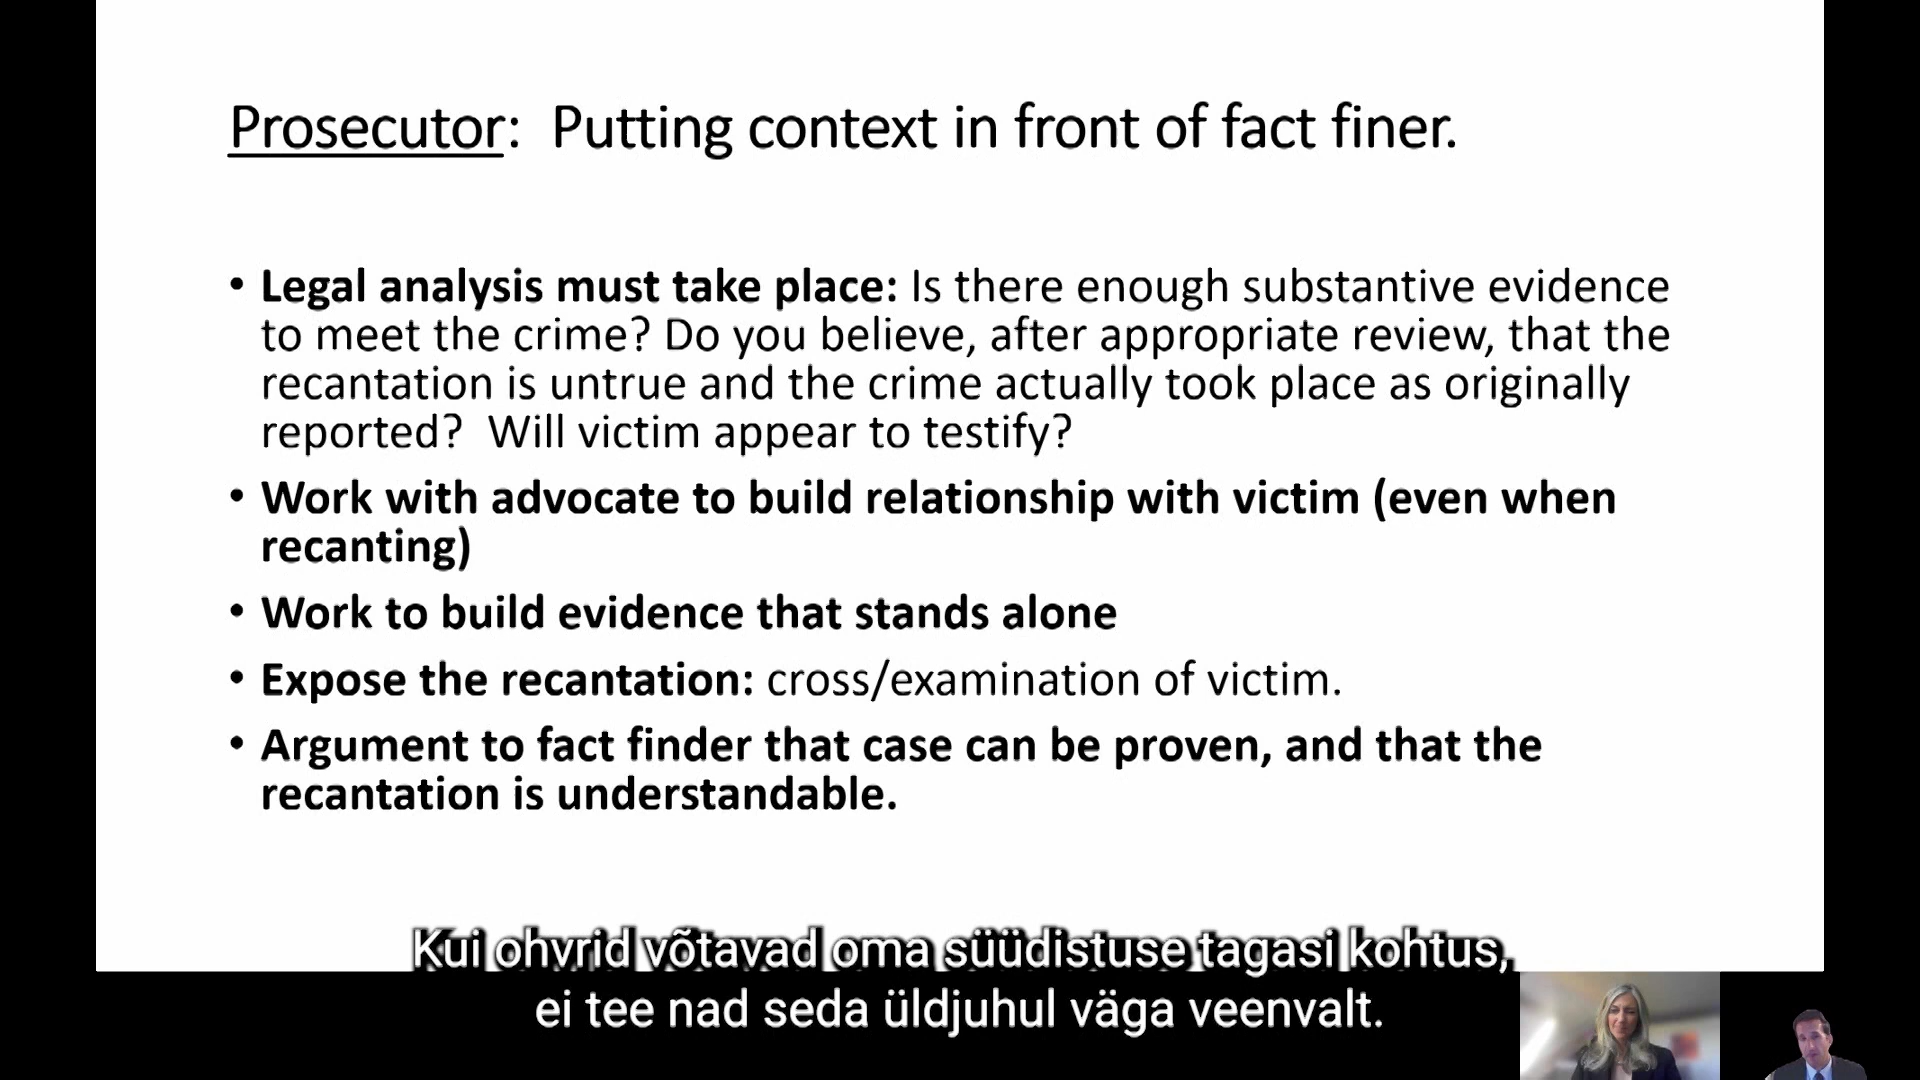 Prosecutor: Putting context in front of fact finer.
• Legal analysis must take place: Is there enough substantive evidence
to meet the crime? Do you believe, after appropriate review, that the
recantation is untrue and the crime actually took place as originally
reported? Will victim appear to testify?
• Work with advocate to build relationship with victim (even when
recanting)
• Work to build evidence that stands alone
• Expose the recantation: cross/examination of victim.
• Argument to fact finder that case can be proven, and that the
recantation is understandable.
Kui ohvrid võtavad oma süüdistuse tagasi kohtus,
ei tee nad seda üldjuhul väga veenvalt.